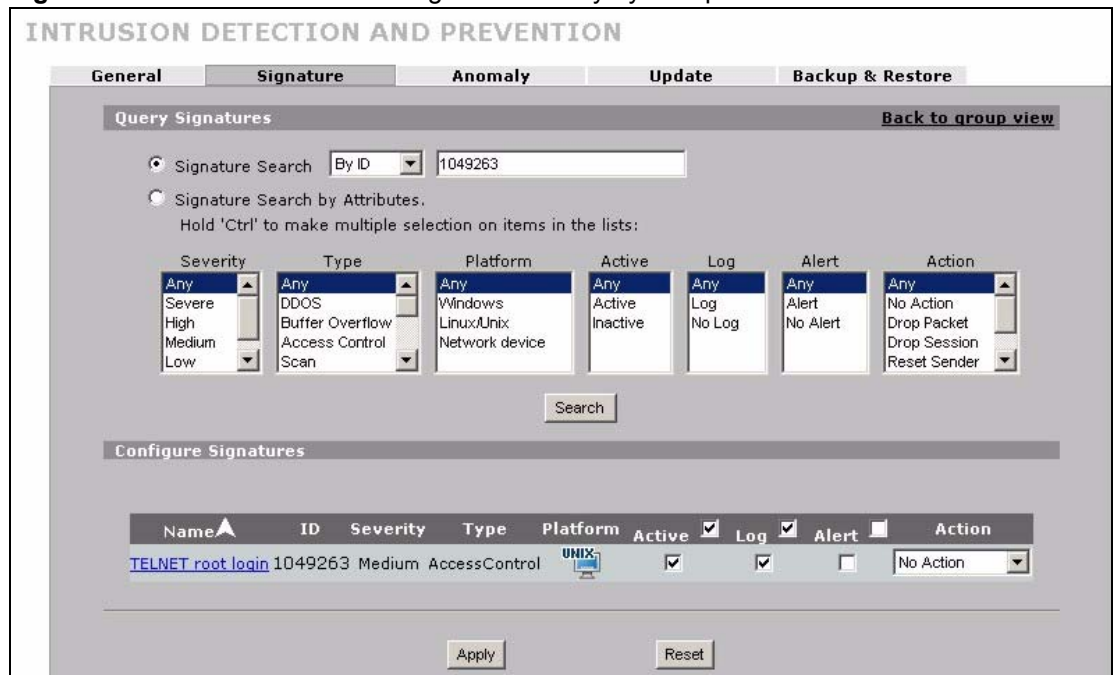 INTRUSION DETECTION AND PREVENTION
General Signature Anomaly Update Backup & Restore
Query Signatures Back to group view
Signature Search By ID 1049263
Signature Search by Attributes.
Hold 'Ctrl' to make multiple selection on items in the lists:
Severity Type Platform Active Log Alert Action
Any Any Any Any Any Any Any
Severe DDOS Windows Active Log Alert No Action
High Buffer Overflow Linux/Unix Inactive No Log No Alert Drop Packet
Medium Access Control Network device Drop Session
Low Scan Reset Sender
Search
Configure Signatures
Name ID Severity Type Platform Active Log Alert Action
TELNET root login 1049263 Medium AccessControl UNIX No Action
Apply Reset